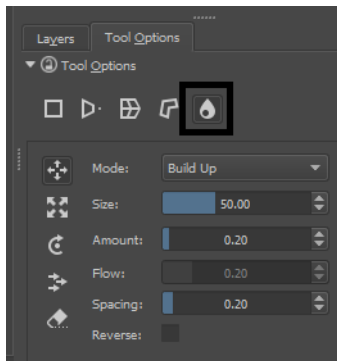 Layers Tool Options
Tool Options
Mode: Build Up
Size: 50.00
Amount: 0.20
Flow: 0.20
Spacing: 0.20
Reverse: